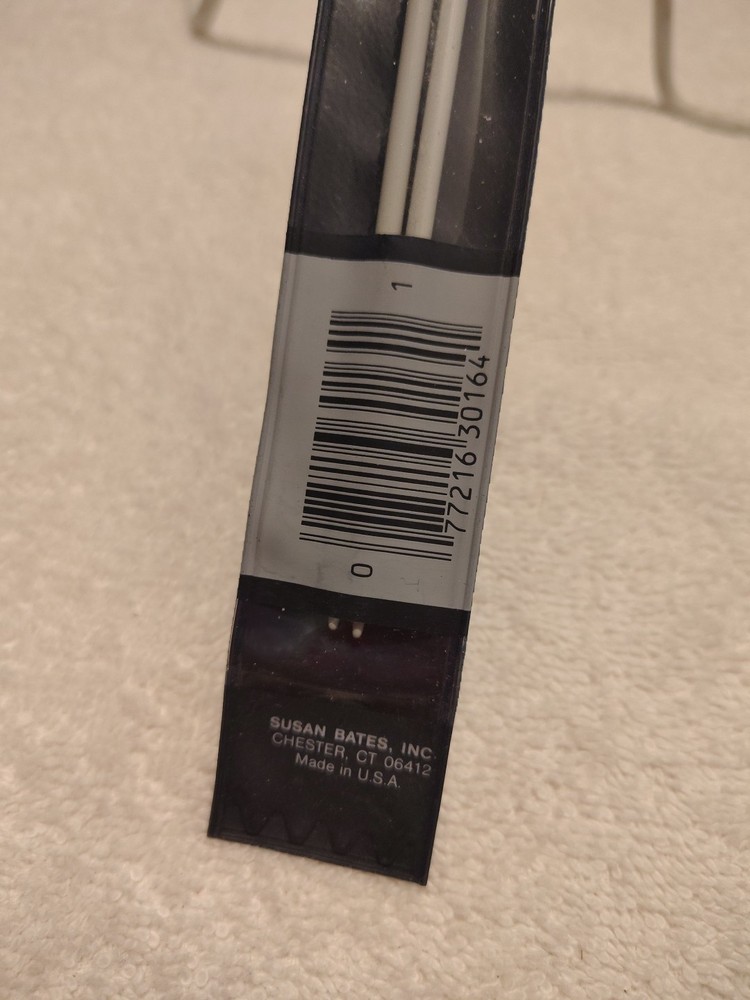 1
0
77216 30164
SUSAN BATES, INC.
CHESTER, CT 06412
Made in U.S.A.